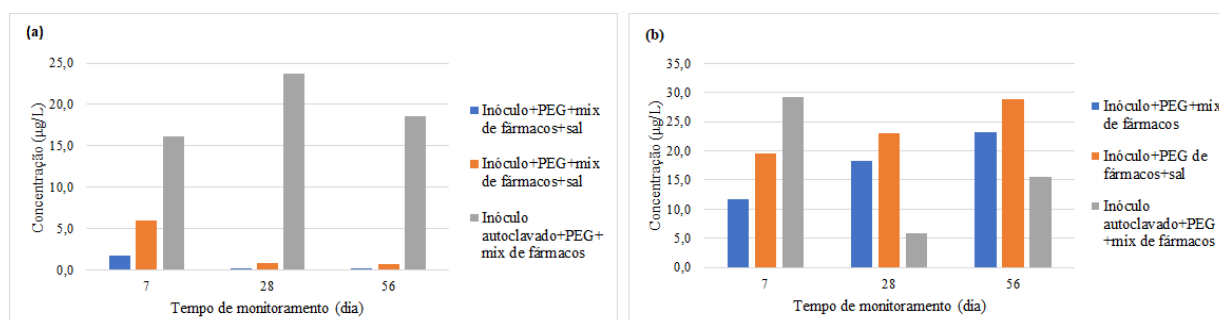 (a)
Concentração (µg/L)
25,0
20,0
15,0
10,0
5,0
0,0
7
28
56
Tempo de monitoramento (dia)
Inóculo+PEG+mix
de fármacos+sal
Inóculo+PEG+mix
de fármacos+sal
Inóculo
autoclavado+PEG+
mix de fármacos
(b)
Concentração (µg/L)
35,0
30,0
25,0
20,0
15,0
10,0
5,0
0,0
7
28
56
Tempo de monitoramento (dia)
Inóculo+PEG+mix
de fármacos
Inóculo+PEG de
fármacos+sal
Inóculo
autoclavado+PEG
+mix de fármacos